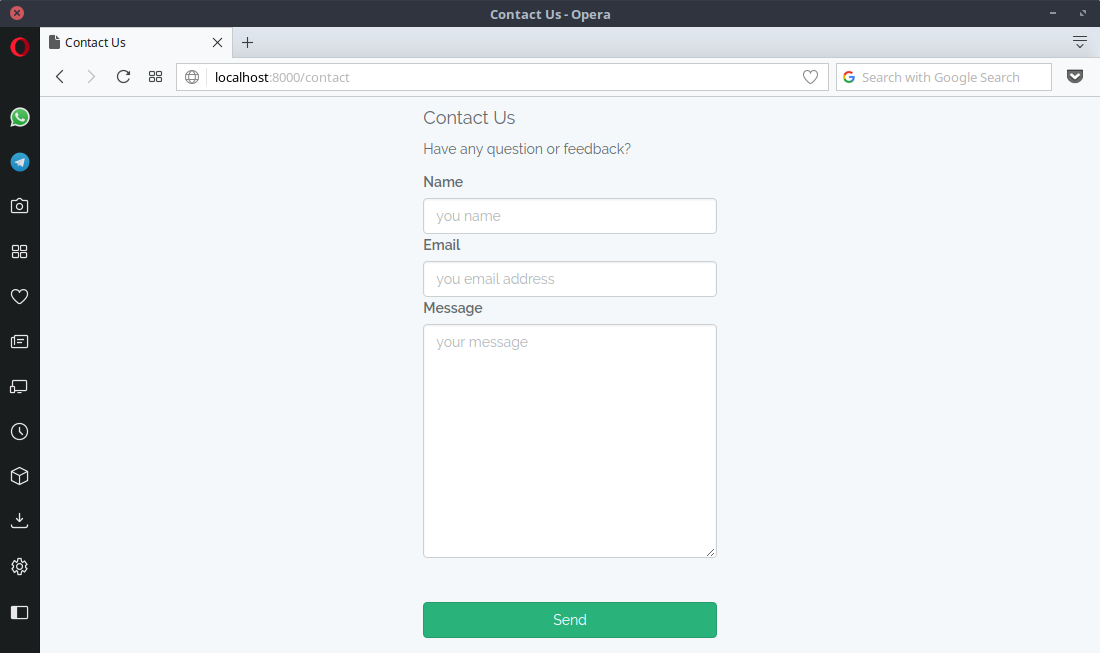 Contact Us - Opera
Contact Us
localhost:8000/contact
Search with Google Search
Contact Us
Have any question or feedback?
Name
you name
Email
you email address
Message
your message
Send